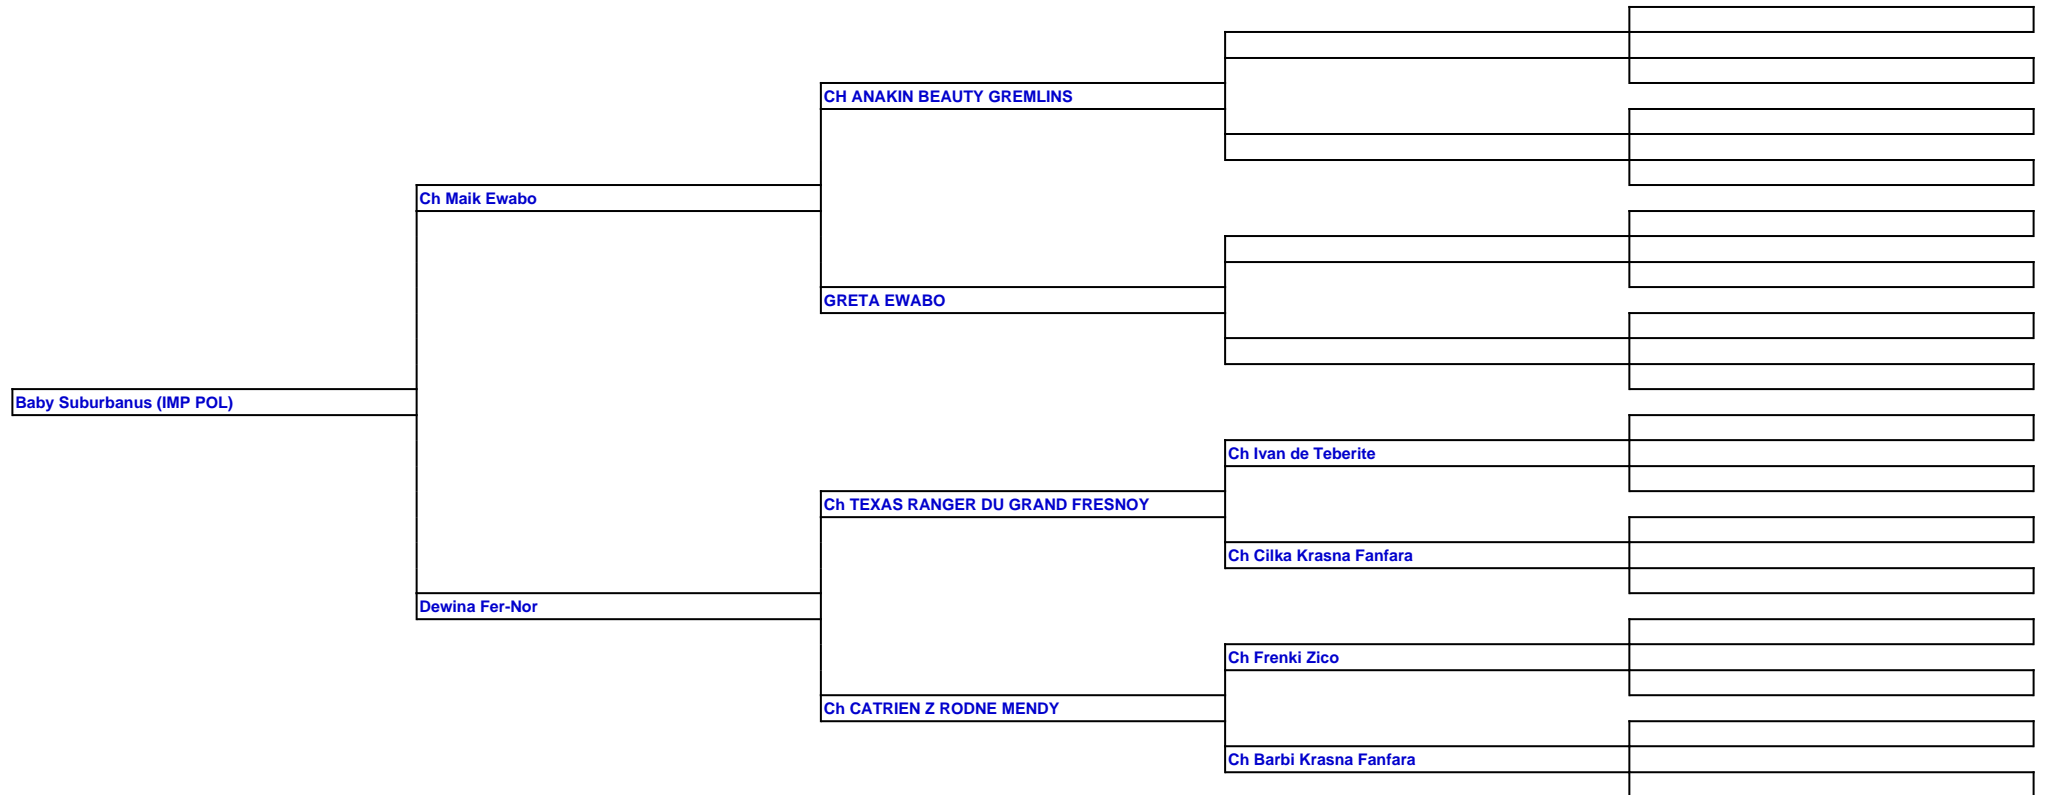 CH ANAKIN BEAUTY GREMLINS
Ch Maik Ewabo
GRETA EWABO
Baby Suburbanus (IMP POL)
Ch Ivan de Teberite
Ch TEXAS RANGER DU GRAND FRESNOY
Ch Cilka Krasna Fanfara
Dewina Fer-Nor
Ch Frenki Zico
Ch CATRIEN Z RODNE MENDY
Ch Barbi Krasna Fanfara